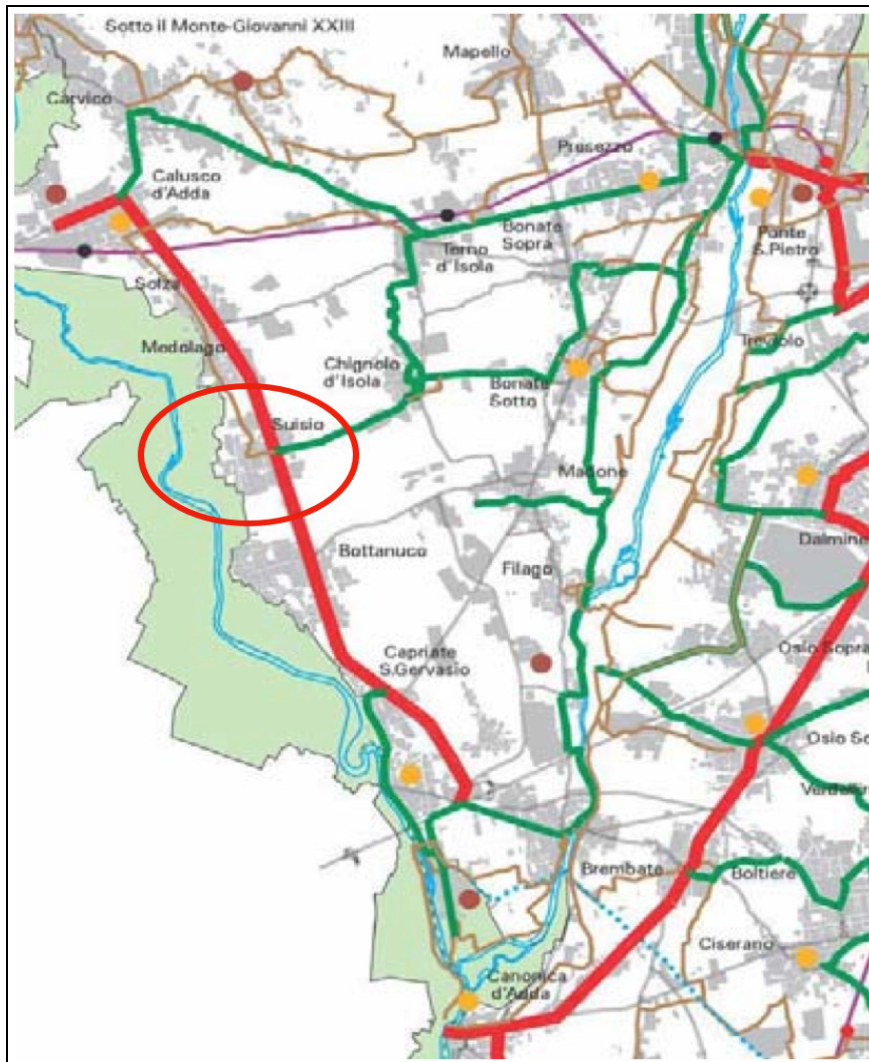 Sotto il Monte-Giovanni XXIII
Mapello
Carvico
Presezzo
Calusco
d'Adda
Bonate
Sopra
Terno
d'Isola
Ponte
S.Pietro
Solza
Medolago
Treviolo
Chignolo
d'Isola
Bonate
Sotto
Suisio
Madone
Dalmine
Bottanuco
Filago
Capriate
S.Gervasio
Osio Sopra
Osio So
Verdellin
Brembate
Boltiere
Ciserano
Canonica
d'Adda